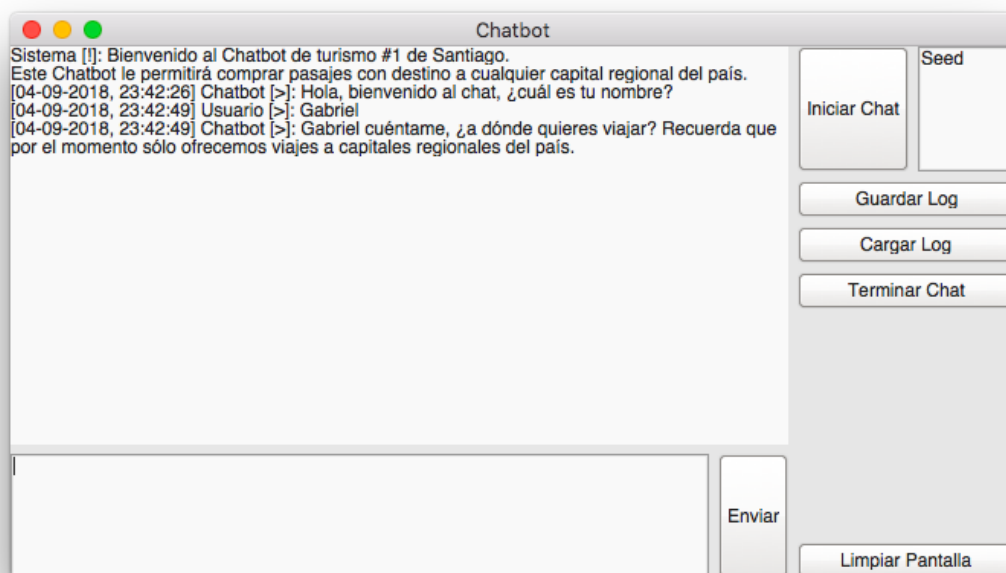 Chatbot
Sistema [!]: Bienvenido al Chatbot de turismo #1 de Santiago.
Este Chatbot le permitirá comprar pasajes con destino a cualquier capital regional del país.
[04-09-2018, 23:42:26] Chatbot [>]: Hola, bienvenido al chat, ¿cuál es tu nombre?
[04-09-2018, 23:42:49] Usuario [>]: Gabriel
[04-09-2018, 23:42:49] Chatbot [>]: Gabriel cuéntame, ¿a dónde quieres viajar? Recuerda que
por el momento sólo ofrecemos viajes a capitales regionales del país.
Iniciar Chat
Seed
Guardar Log
Cargar Log
Terminar Chat
Enviar
Limpiar Pantalla